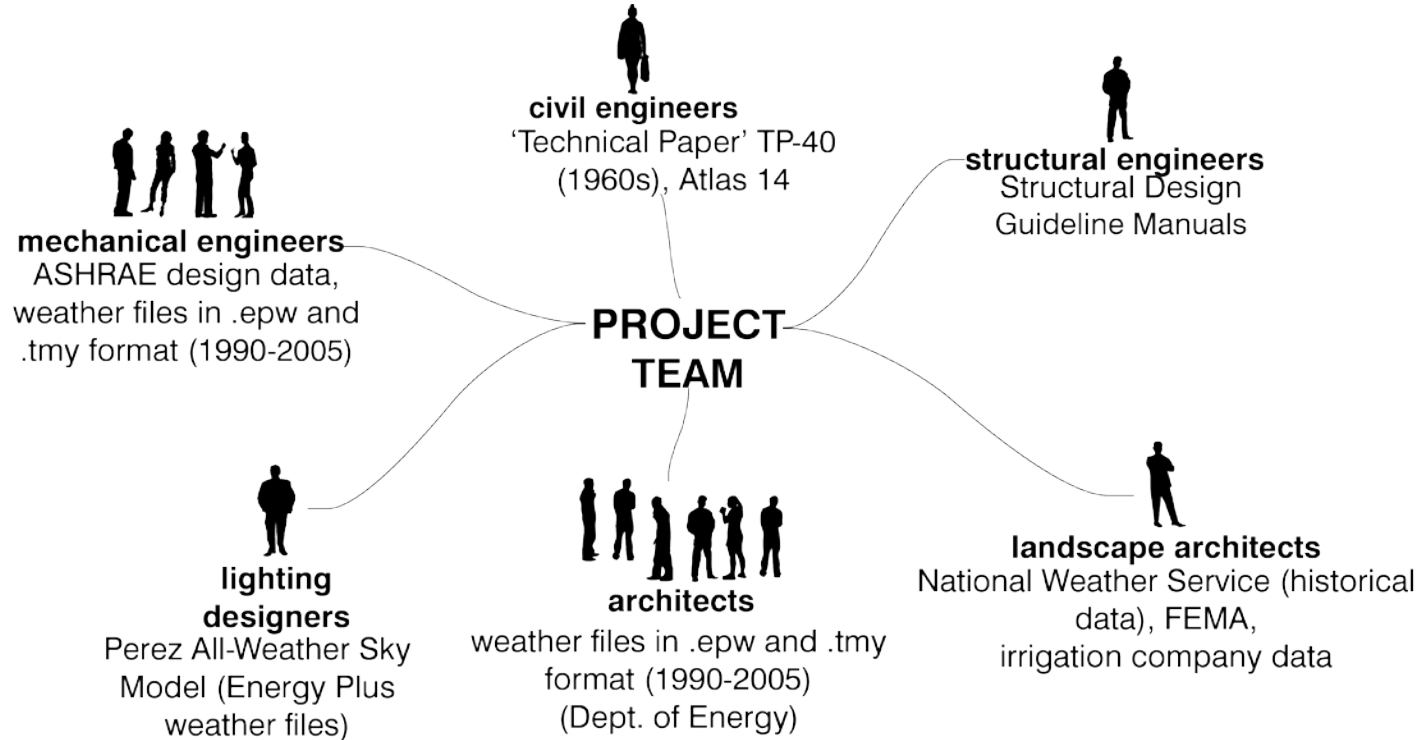 civil engineers
‘Technical Paper’ TP-40
(1960s), Atlas 14
structural engineers
Structural Design
Guideline Manuals
mechanical engineers
ASHRAE design data,
weather files in .epw and
.tmy format (1990-2005)
PROJECT
TEAM
lighting
designers
Perez All-Weather Sky
Model (Energy Plus
weather files)
architects
weather files in .epw and .tmy
format (1990-2005)
(Dept. of Energy)
landscape architects
National Weather Service (historical
data), FEMA,
irrigation company data